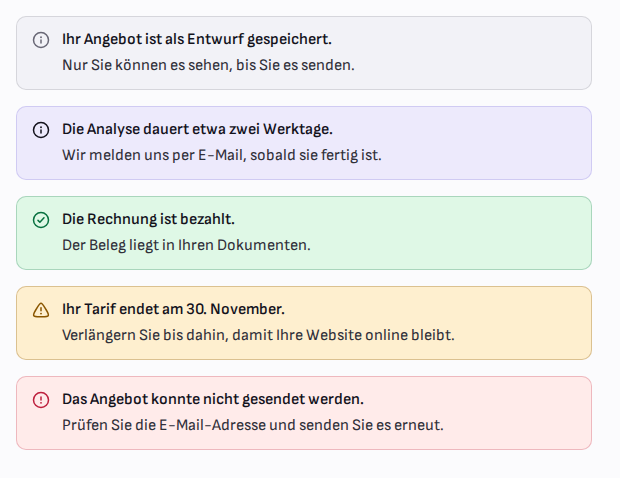 Ihr Angebot ist als Entwurf gespeichert.
Nur Sie können es sehen, bis Sie es senden.
Die Analyse dauert etwa zwei Werktage.
Wir melden uns per E-Mail, sobald sie fertig ist.
Die Rechnung ist bezahlt.
Der Beleg liegt in Ihren Dokumenten.
Ihr Tarif endet am 30. November.
Verlängern Sie bis dahin, damit Ihre Website online bleibt.
Das Angebot konnte nicht gesendet werden.
Prüfen Sie die E-Mail-Adresse und senden Sie es erneut.